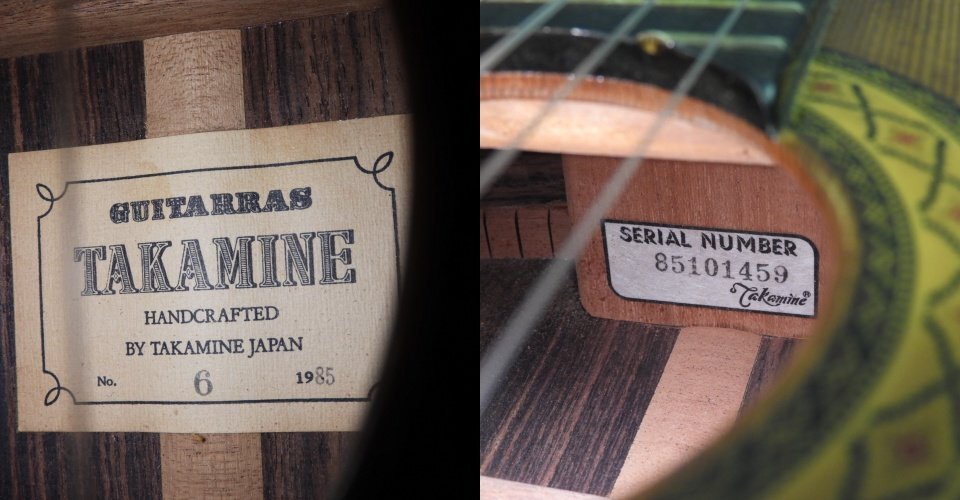 GUITARRAS
TAKAMINE
HANDCRAFTED
BY TAKAMINE JAPAN
No. 6 1985
SERIAL NUMBER
85101459
Takamine®